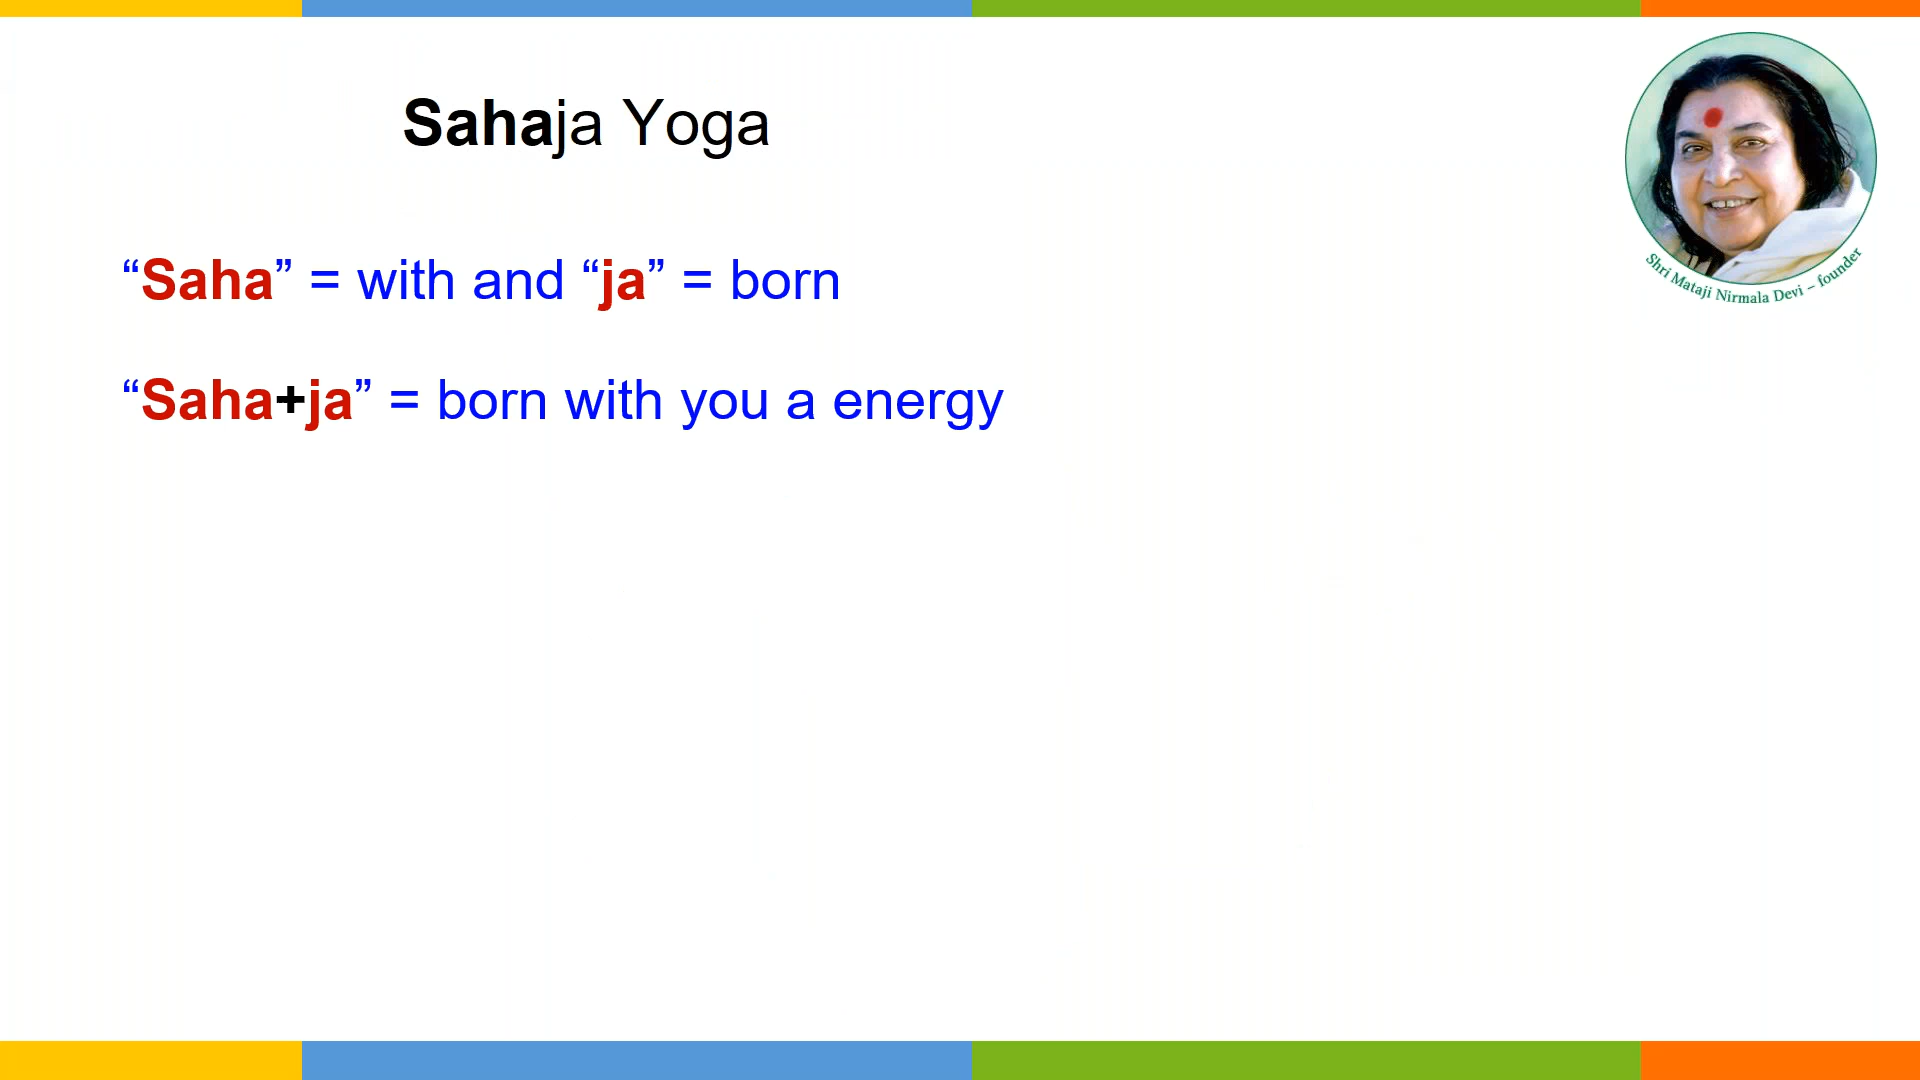 Sahaja Yoga
“Saha” = with and “ja” = born
“Saha+ja” = born with you a energy
Shri Mataji Nirmala Devi – founder